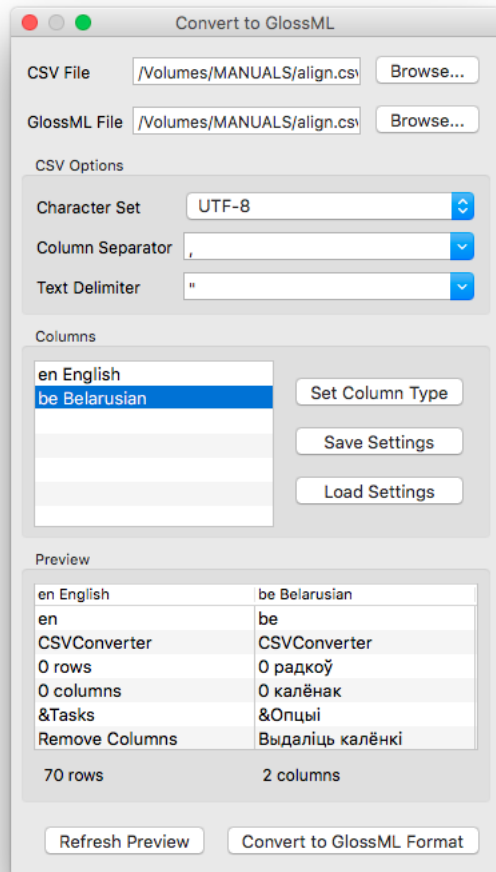 Convert to GlossML
CSV File /Volumes/MANUALS/align.csv Browse...
GlossML File /Volumes/MANUALS/align.csv Browse...
CSV Options
Character Set UTF-8
Column Separator ,
Text Delimiter "
Columns
en English
be Belarusian
Set Column Type
Save Settings
Load Settings
Preview
en English be Belarusian
en be
CSVConverter CSVConverter
0 rows 0 радкоў
0 columns 0 калёнак
&Tasks &Опцыі
Remove Columns Выдаліць калёнкі
70 rows 2 columns
Refresh Preview Convert to GlossML Format